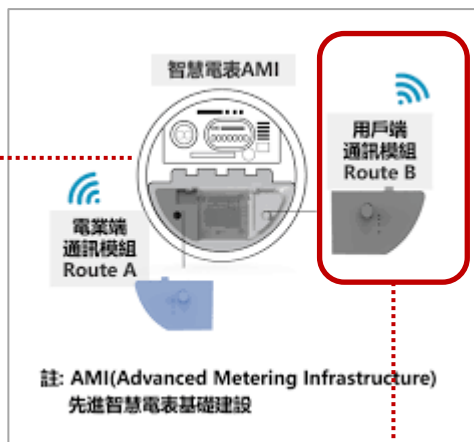 智慧電表AMI
用戶端
通訊模組
Route B
電業端
通訊模組
Route A
註: AMI(Advanced Metering Infrastructure)
先進智慧電表基礎建設